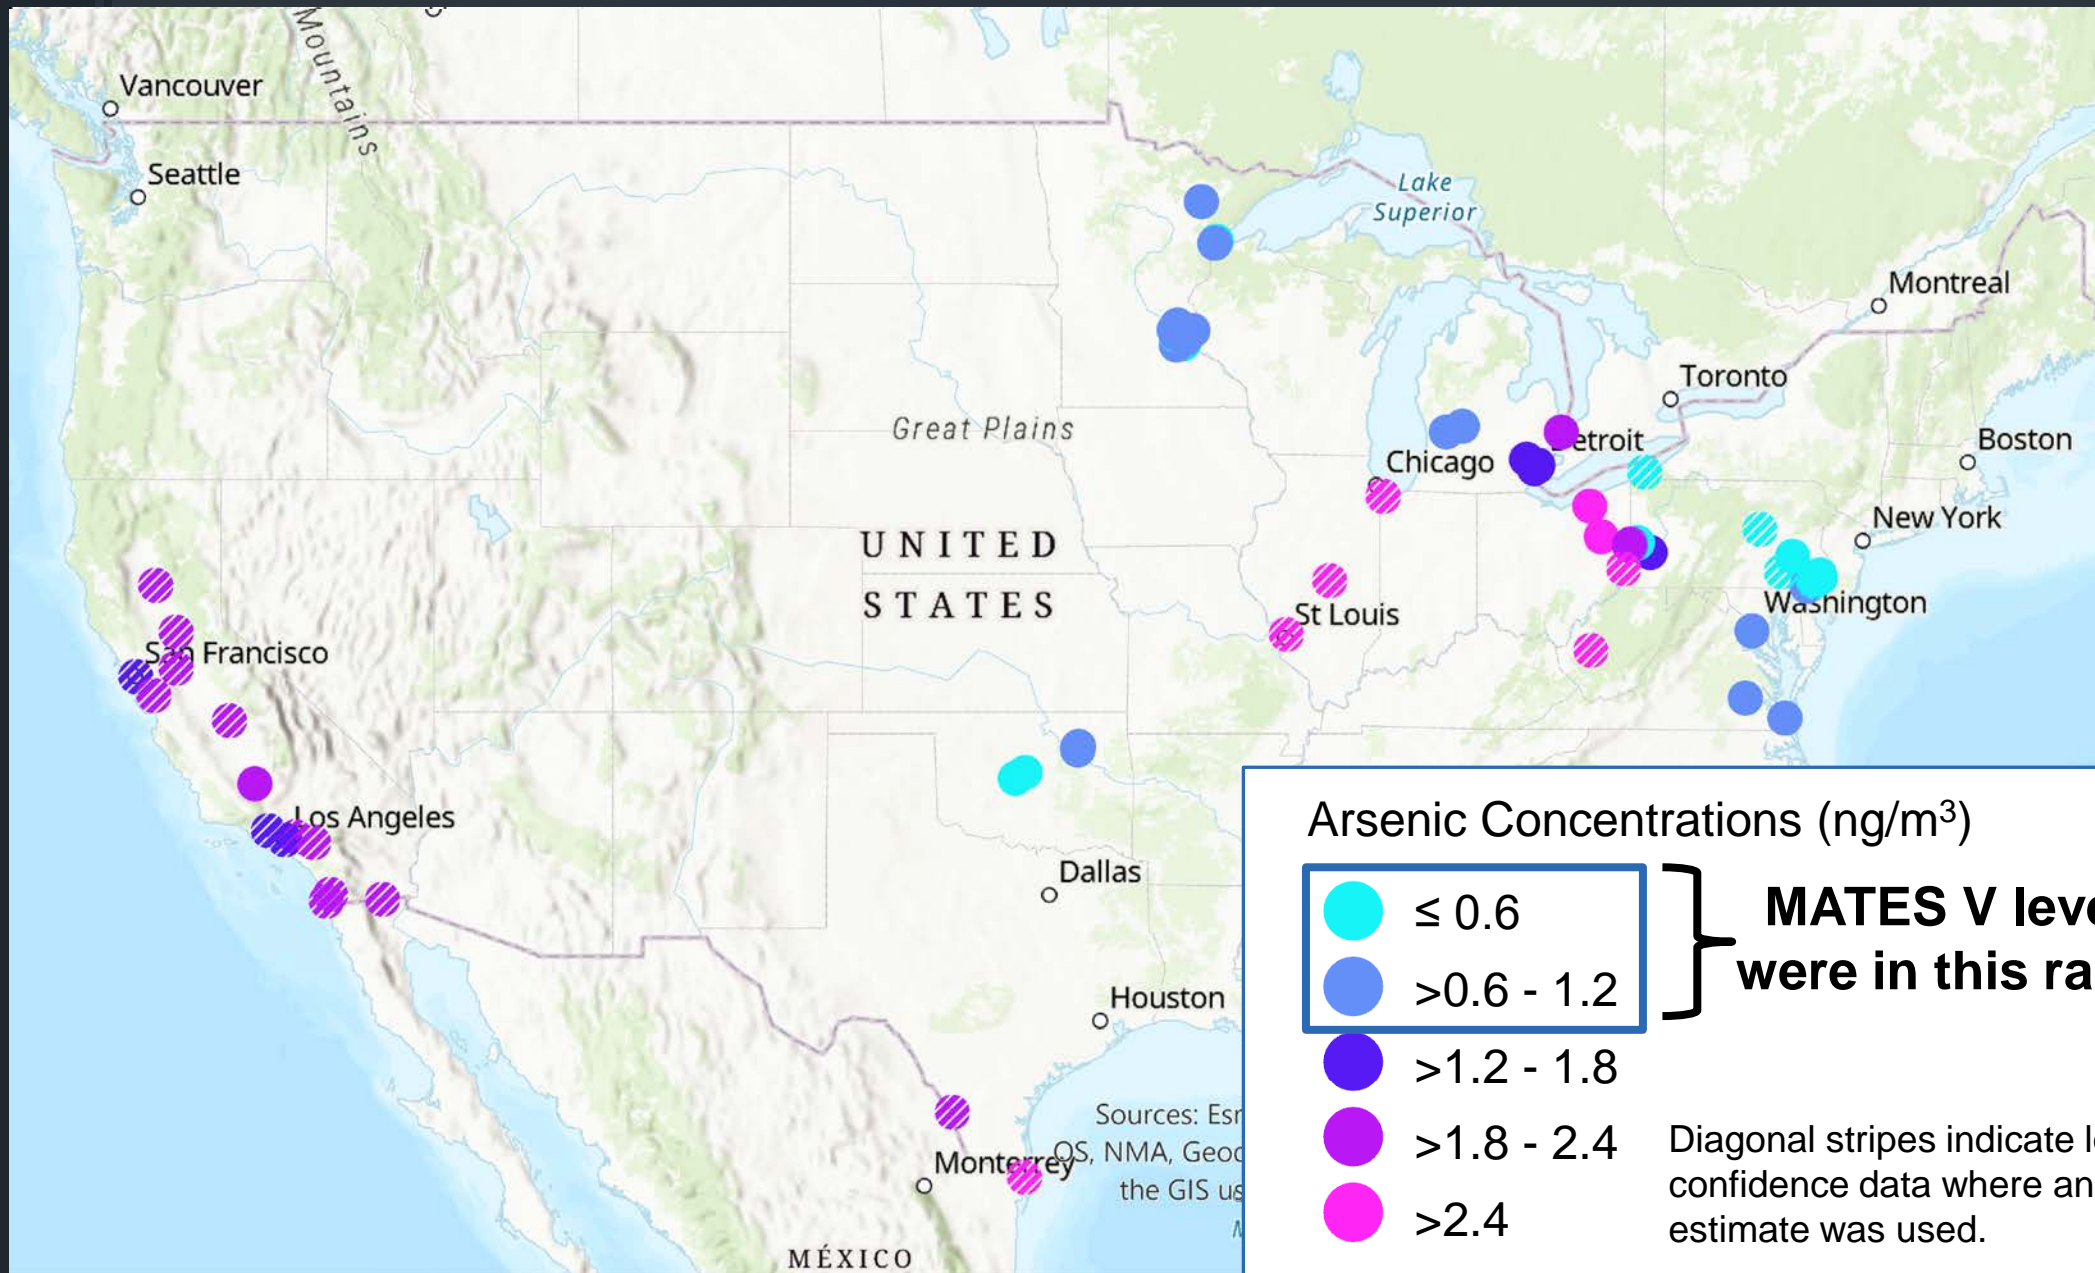 Mountains
Vancouver
Seattle
Lake
Superior
Montreal
Toronto
Great Plains
Detroit
Boston
Chicago
New York
UNITED
STATES
Washington
St Louis
San Francisco
Los Angeles
Dallas
Houston
Sources: Esr
Monterrey
OS, NMA, Geod
the GIS us
MÉXICO
Arsenic Concentrations (ng/m³)
≤ 0.6
>0.6 - 1.2
MATES V leve
were in this ra
>1.2 - 1.8
>1.8 - 2.4
>2.4
Diagonal stripes indicate l
confidence data where an
estimate was used.